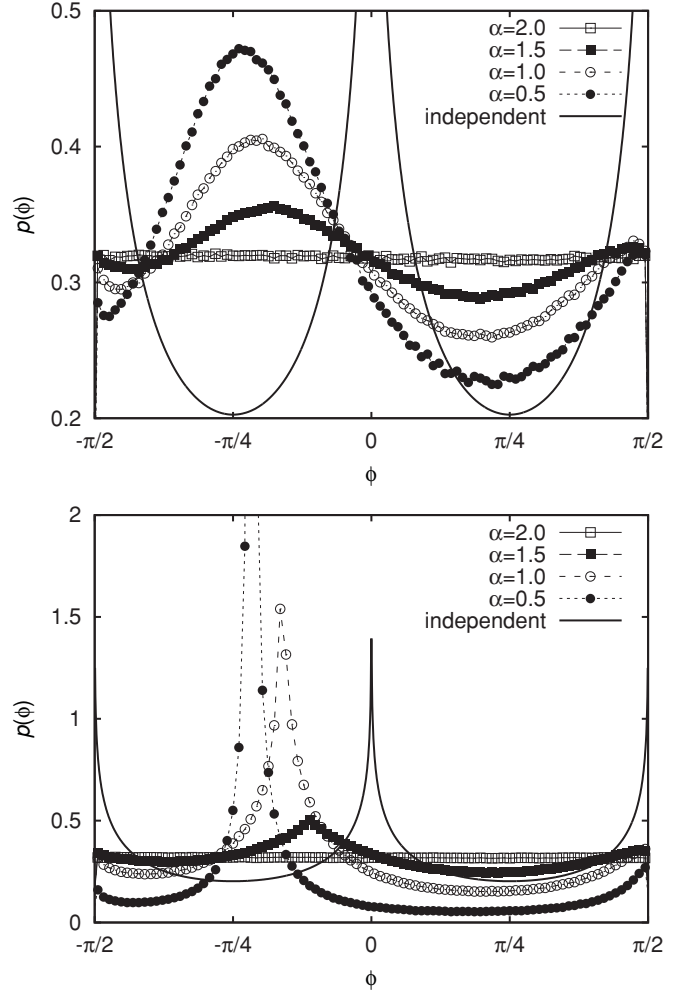 0.5
0.4
0.3
0.2
p(ϕ)
α=2.0
α=1.5
α=1.0
α=0.5
independent
-π/2
-π/4
0
π/4
π/2
ϕ
2
1.5
1
0.5
0
p(ϕ)
α=2.0
α=1.5
α=1.0
α=0.5
independent
-π/2
-π/4
0
π/4
π/2
ϕ